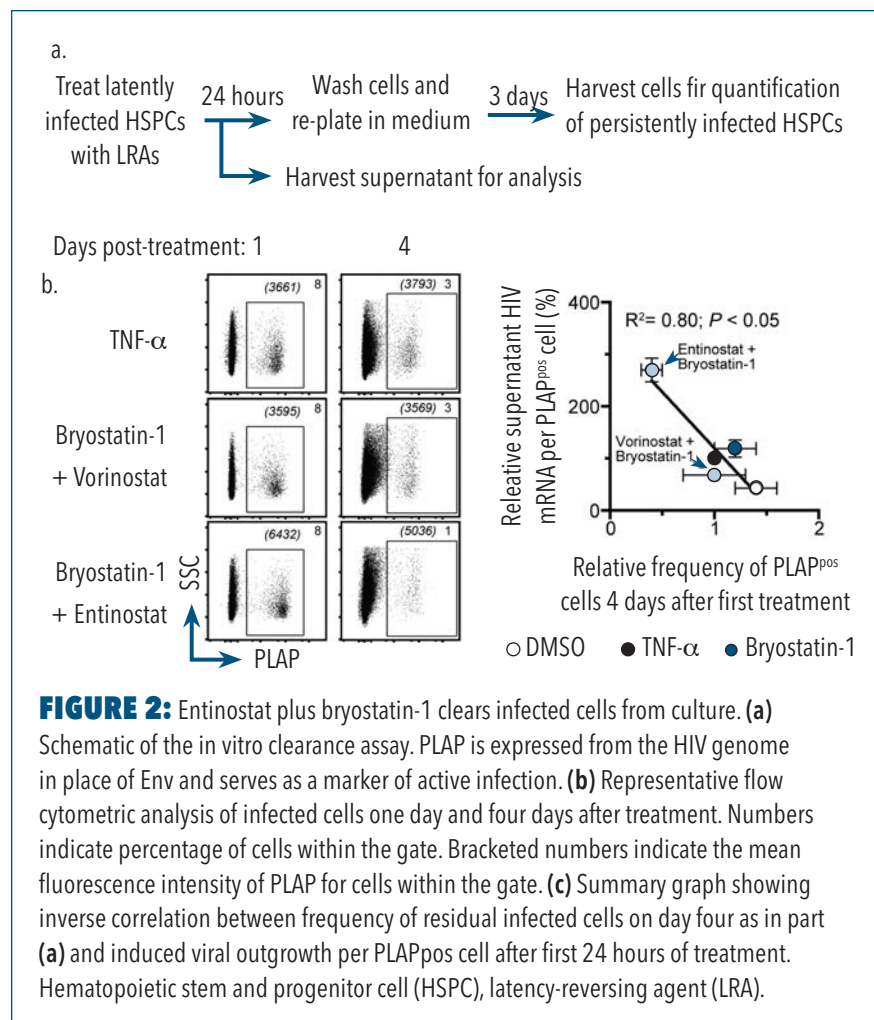 a.
Treat latently
infected HSPCs
with LRAs
24 hours
Wash cells and
re-plate in medium
3 days
Harvest cells fir quantification
of persistently infected HSPCs
Harvest supernatant for analysis
Days post-treatment: 1 4
b.
TNF-α
(3661) 8
(3793) 3
Bryostatin-1
+ Vorinostat
(3595) 8
(3569) 3
Bryostatin-1
+ Entinostat
(6432) 8
(5036) 1
SSC
PLAP
Releative supernatant HIV
mRNA per PLAPpos cell (%)
400
200
0
R²= 0.80; P < 0.05
Entinostat +
Bryostatin-1
Vorinostat +
Bryostatin-1
0 1 2
Relative frequency of PLAPpos
cells 4 days after first treatment
DMSO TNF-α Bryostatin-1
FIGURE 2: Entinostat plus bryostatin-1 clears infected cells from culture. (a)
Schematic of the in vitro clearance assay. PLAP is expressed from the HIV genome
in place of Env and serves as a marker of active infection. (b) Representative flow
cytometric analysis of infected cells one day and four days after treatment. Numbers
indicate percentage of cells within the gate. Bracketed numbers indicate the mean
fluorescence intensity of PLAP for cells within the gate. (c) Summary graph showing
inverse correlation between frequency of residual infected cells on day four as in part
(a) and induced viral outgrowth per PLAPpos cell after first 24 hours of treatment.
Hematopoietic stem and progenitor cell (HSPC), latency-reversing agent (LRA).